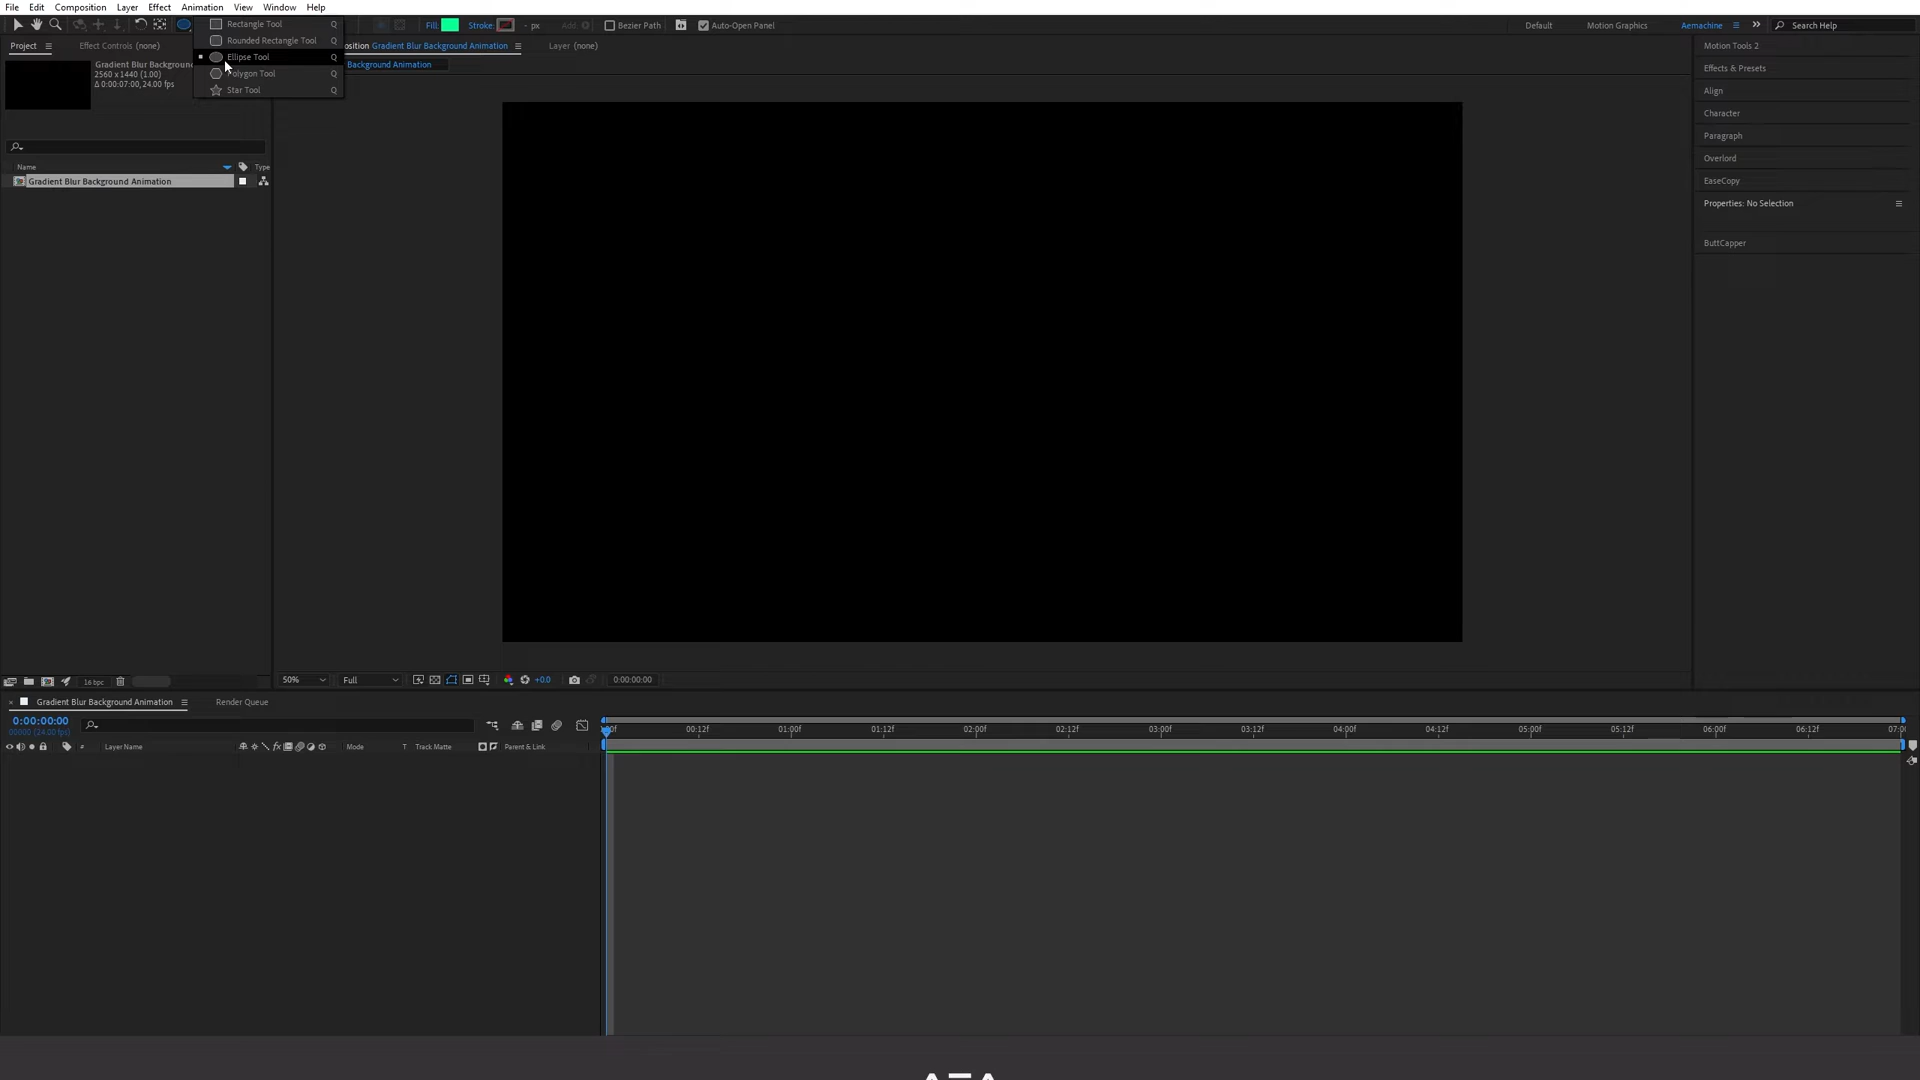 File Edit Composition Layer Effect Animation View Window Help
Fill: Stroke: - px Add: Bezier Path Auto-Open Panel Default Motion Graphics Aemachine Search Help
Rectangle Tool Q
Rounded Rectangle Tool Q
Ellipse Tool Q
Polygon Tool Q
Star Tool Q
Project Effect Controls (none)
osition Gradient Blur Background Animation Layer (none)
Background Animation
Gradient Blur Background
2560 x 1440 (1.00)
Δ 0:00:07:00, 24.00 fps
Name Type
Gradient Blur Background Animation
Motion Tools 2
Effects & Presets
Align
Character
Paragraph
Overlord
EaseCopy
Properties: No Selection
ButtCapper
16 bpc
50% Full +0.0 0:00:00:00
Gradient Blur Background Animation Render Queue
0:00:00:00
00000 (24.00 fps)
# Layer Name Mode T Track Matte Parent & Link
:00f 00:12f 01:00f 01:12f 02:00f 02:12f 03:00f 03:12f 04:00f 04:12f 05:00f 05:12f 06:00f 06:12f 07:0